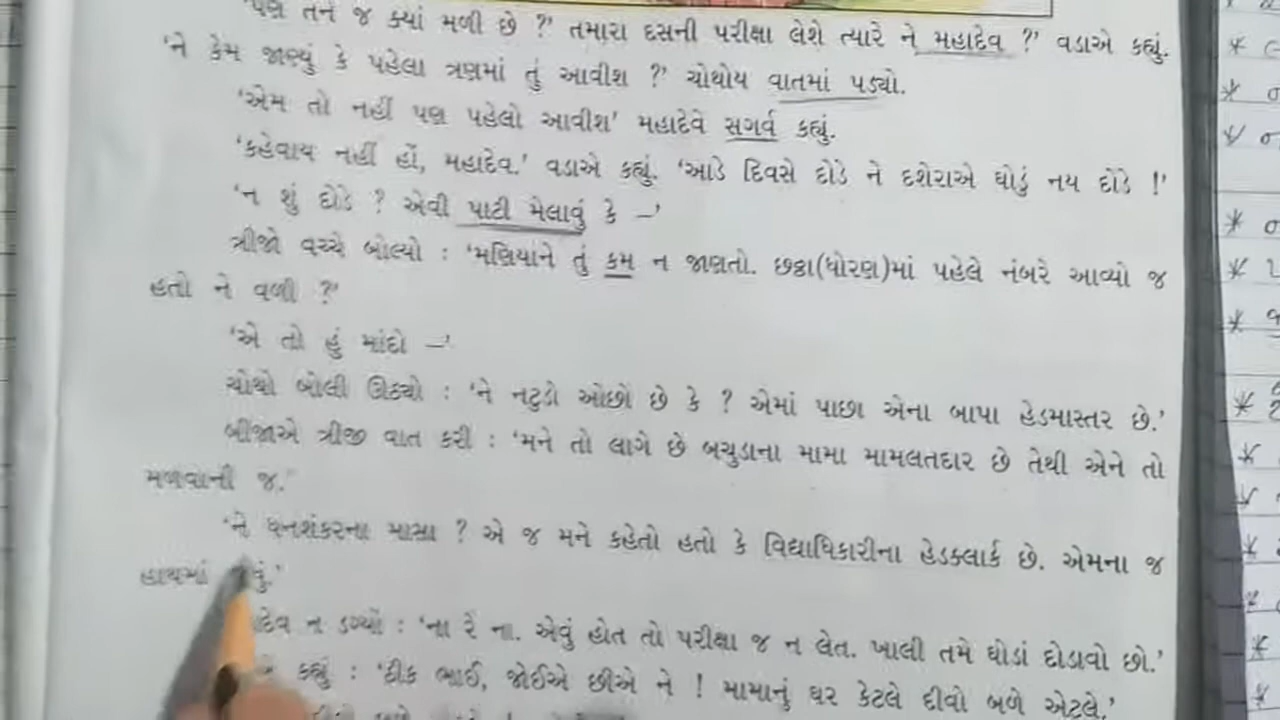 'પણ તને જ ક્યાં મળી છે ?' તમારા દસની પરીક્ષા લેશે ત્યારે ને મહાદેવ ?' વડાએ કહ્યું.
'ને કેમ જાણ્યું કે પહેલા ત્રણમાં તું આવીશ ?' ચોથોય વાતમાં પડ્યો.
'એમ તો નહીં પણ પહેલો આવીશ' મહાદેવે સગર્વ કહ્યું.
'કહેવાય નહીં હોં, મહાદેવ.' વડાએ કહ્યું. 'આડે દિવસે દોડે ને દશેરાએ ઘોડું નય દોડે !'
'ન શું દોડે ? એવી પાટી મેલાવું કે –'
ત્રીજો વચ્ચે બોલ્યો : 'મણિયાંને તું કમ ન જાણતો. છઠ્ઠા(ધોરણ)માં પહેલે નંબરે આવ્યો જ
હતો ને વળી ?'
'એ તો હું માંદો –'
ચોથો બોલી ઊઠ્યો : 'ને નટુડો ઓછો છે કે ? એમાં પાછા એના બાપા હેડમાસ્તર છે.'
બીજાએ ત્રીજી વાત કરી : 'મને તો લાગે છે બચુડાના મામા મામલતદાર છે તેથી એને તો
મળવાની જ.'
'ને ધનશંકરના માસા ? એ જ મને કહેતો હતો કે વિદ્યાધિકારીના હેડક્લાર્ક છે. એમના જ
હાથમાં
ન ડગ્યો : 'ના રે ના. એવું હોત તો પરીક્ષા જ ન લેત. ખાલી તમે ઘોડાં દોડાવો છો.'
કહ્યું : 'ઠીક ભાઈ, જોઈએ છીએ ને ! મામાનું ઘર કેટલે દીવો બળે એટલે.'